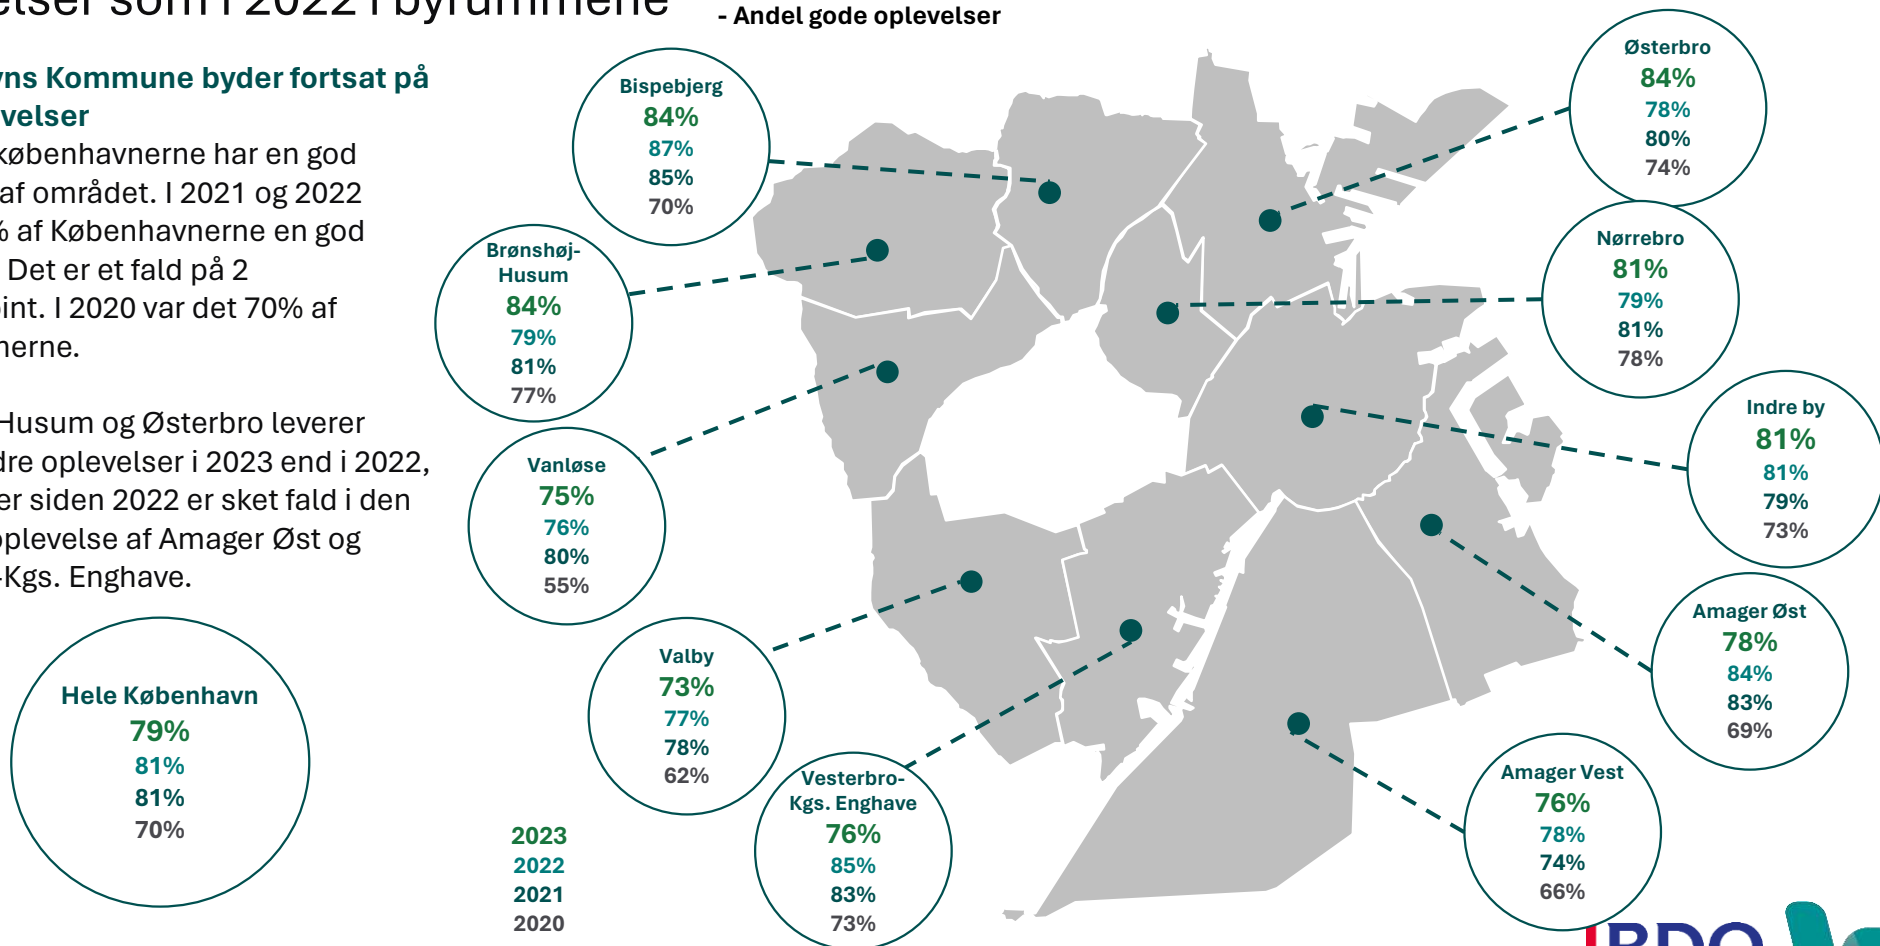 elser som i 2022 i byrummene
- Andel gode oplevelser
vns Kommune byder fortsat på
velser
københavnerne har en god
af området. I 2021 og 2022
% af Københavnerne en god
Det er et fald på 2
int. I 2020 var det 70% af
nerne.
Husum og Østerbro leverer
dre oplevelser i 2023 end i 2022,
er siden 2022 er sket fald i den
oplevelse af Amager Øst og
-Kgs. Enghave.
Hele København
79%
81%
81%
70%
2023
2022
2021
2020
Bispebjerg
84%
87%
85%
70%
Brønshøj-
Husum
84%
79%
81%
77%
Vanløse
75%
76%
80%
55%
Valby
73%
77%
78%
62%
Vesterbro-
Kgs. Enghave
76%
85%
83%
73%
Østerbro
84%
78%
80%
74%
Nørrebro
81%
79%
81%
78%
Indre by
81%
81%
79%
73%
Amager Øst
78%
84%
83%
69%
Amager Vest
76%
78%
74%
66%
BDO